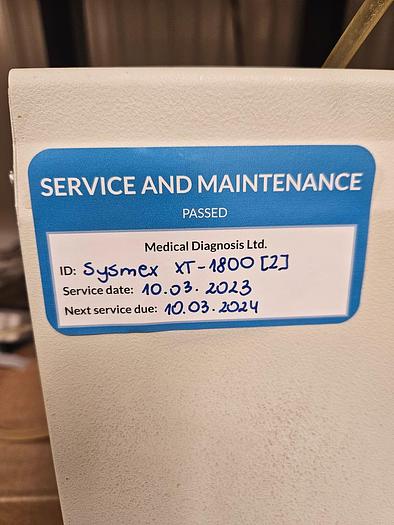 SERVICE AND MAINTENANCE
PASSED
Medical Diagnosis Ltd.
ID: Sysmex XT-1800 [2]
Service date: 10.03.2023
Next service due: 10.03.2024